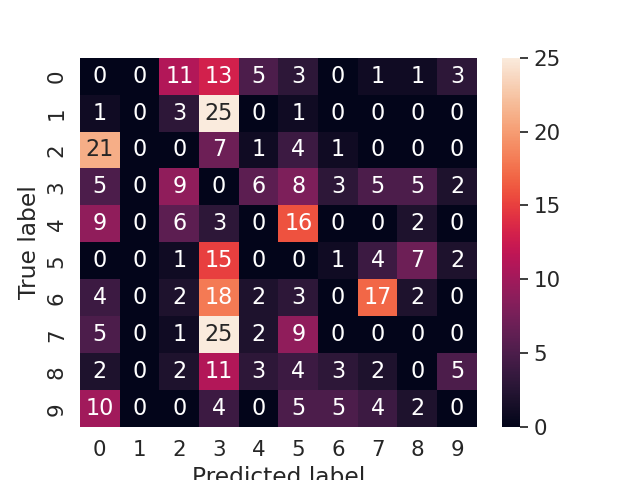 0 0 0 11 13 5 3 0 1 1 3 25
1 1 0 3 25 0 1 0 0 0 0 20
2 21 0 0 7 1 4 1 0 0 0
3 5 0 9 0 6 8 3 5 5 2 15
4 9 0 6 3 0 16 0 0 2 0
True label
5 0 0 1 15 0 0 1 4 7 2 10
6 4 0 2 18 2 3 0 17 2 0
7 5 0 1 25 2 9 0 0 0 0 5
8 2 0 2 11 3 4 3 2 0 5
9 10 0 0 4 0 5 5 4 2 0 0
0 1 2 3 4 5 6 7 8 9
Predicted label